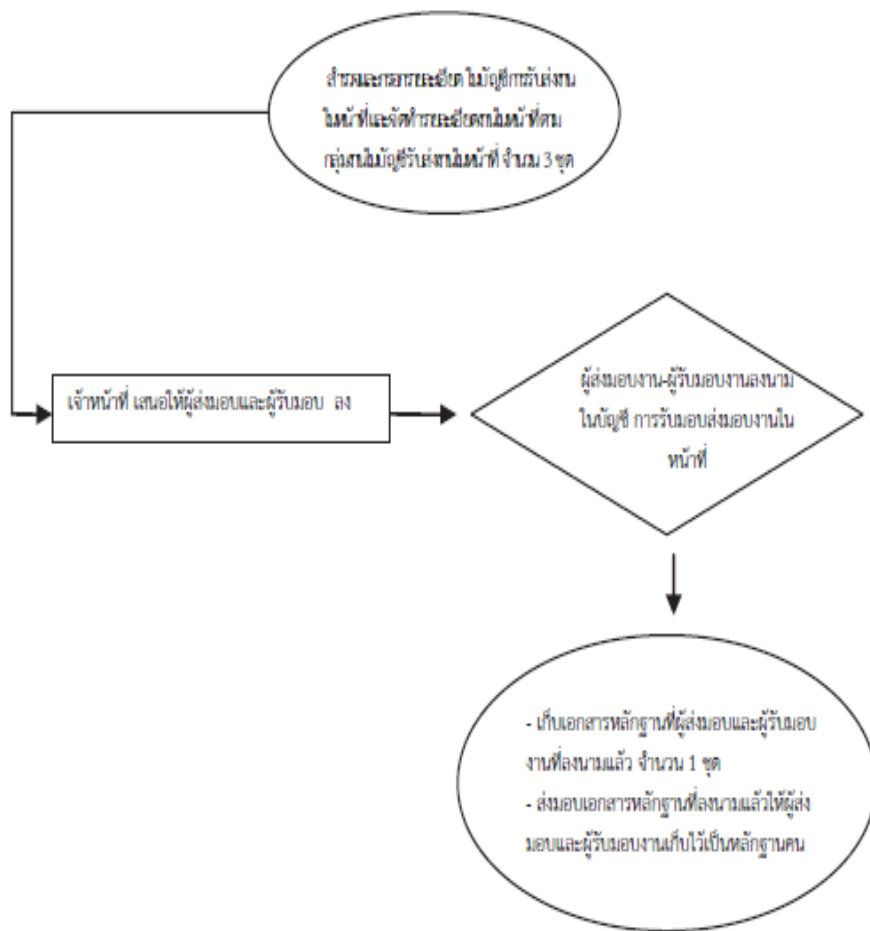 สำรวจและกรอกรายละเอียด ในบัญชีการรับส่งงาน
ในหน้าที่และจัดทำรายละเอียดงานในหน้าที่ตาม
กลุ่มงานในบัญชีรับส่งงานในหน้าที่ จำนวน 3 ชุด
เจ้าหน้าที่ เสนอให้ผู้ส่งมอบและผู้รับมอบ ลง
ผู้ส่งมอบงาน-ผู้รับมอบงานลงนาม
ในบัญชี การรับมอบส่งมอบงานใน
หน้าที่
- เก็บเอกสารหลักฐานที่ผู้ส่งมอบและผู้รับมอบ
งานที่ลงนามแล้ว จำนวน 1 ชุด
- ส่งมอบเอกสารหลักฐานที่ลงนามแล้วให้ผู้ส่ง
มอบและผู้รับมอบงานเก็บไว้เป็นหลักฐานคน